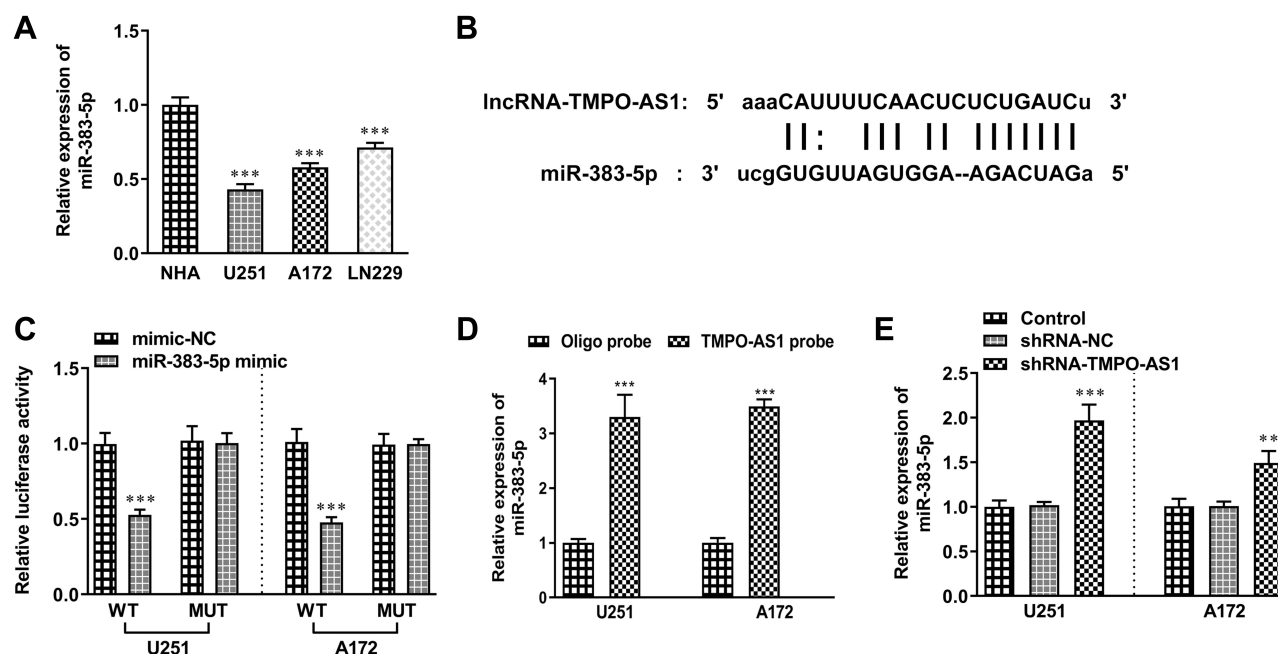 A
Relative expression of
miR-383-5p
1.5
1.0
0.5
0.0
***
***
***
NHA U251 A172 LN229
B
lncRNA-TMPO-AS1: 5' aaaCAUUUUCAACUCUCUGAUCu 3'
miR-383-5p : 3' ucgGUGUUAGUGGA--AGACUAGa 5'
C
mimic-NC
miR-383-5p mimic
Relative luciferase activity
1.5
1.0
0.5
0.0
***
***
WT MUT WT MUT
U251 A172
D
Oligo probe TMPO-AS1 probe
Relative expression of
miR-383-5p
4
3
2
1
0
***
***
U251 A172
E
Control
shRNA-NC
shRNA-TMPO-AS1
Relative expression of
miR-383-5p
2.5
2.0
1.5
1.0
0.5
0.0
***
**
U251 A172